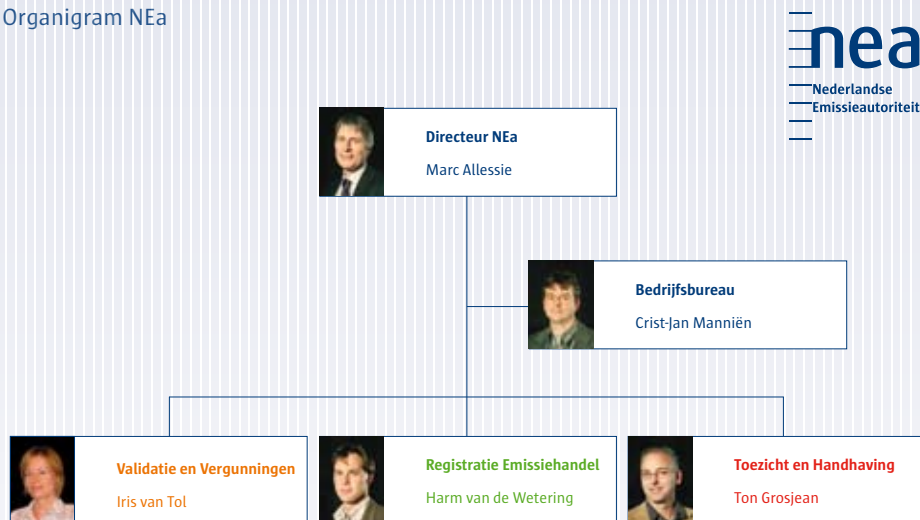 Organigram NEa
nea
Nederlandse
Emissieautoriteit
Directeur NEa
Marc Allessie
Bedrijfsbureau
Crist-Jan Manniën
Validatie en Vergunningen
Iris van Tol
Registratie Emissiehandel
Harm van de Wetering
Toezicht en Handhaving
Ton Grosjean